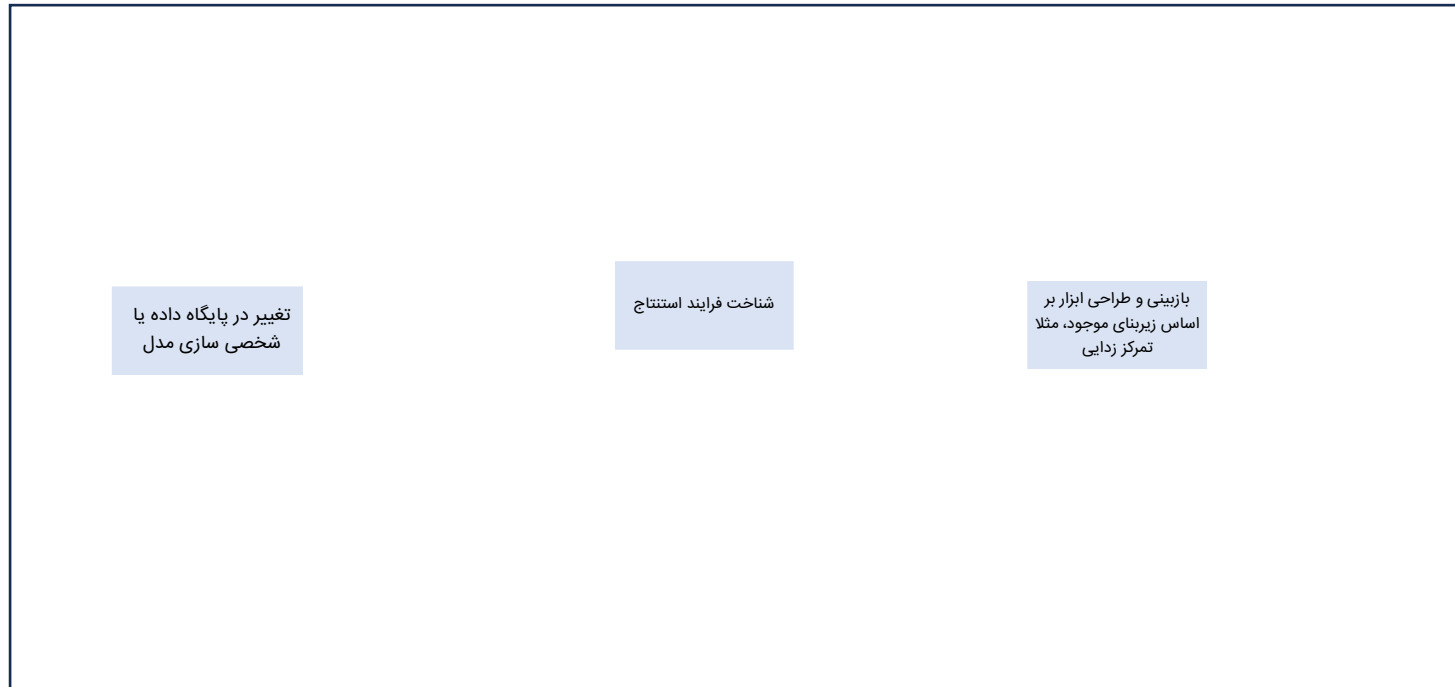 بازبینی و طراحی ابزار بر
اساس زیربنای موجود، مثلا
تمرکز زدایی
شناخت فرایند استنتاج
تغییر در پایگاه داده یا
شخصی سازی مدل